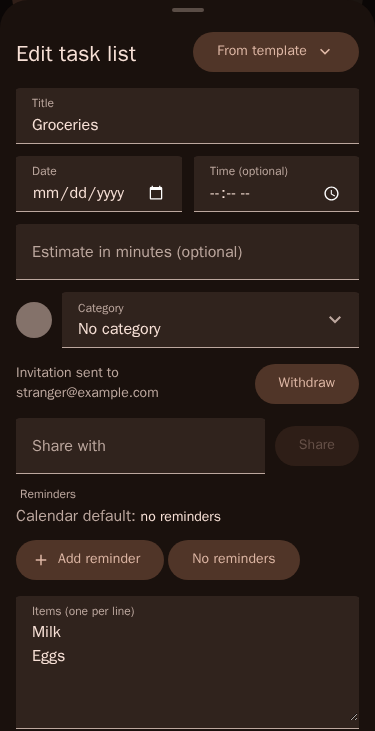 Edit task list
From template
Title
Groceries
Date
mm/dd/yyyy
Time (optional)
--:-- --
Estimate in minutes (optional)
Category
No category
Invitation sent to
stranger@example.com
Withdraw
Share with
Share
Reminders
Calendar default: no reminders
+ Add reminder
No reminders
Items (one per line)
Milk
Eggs